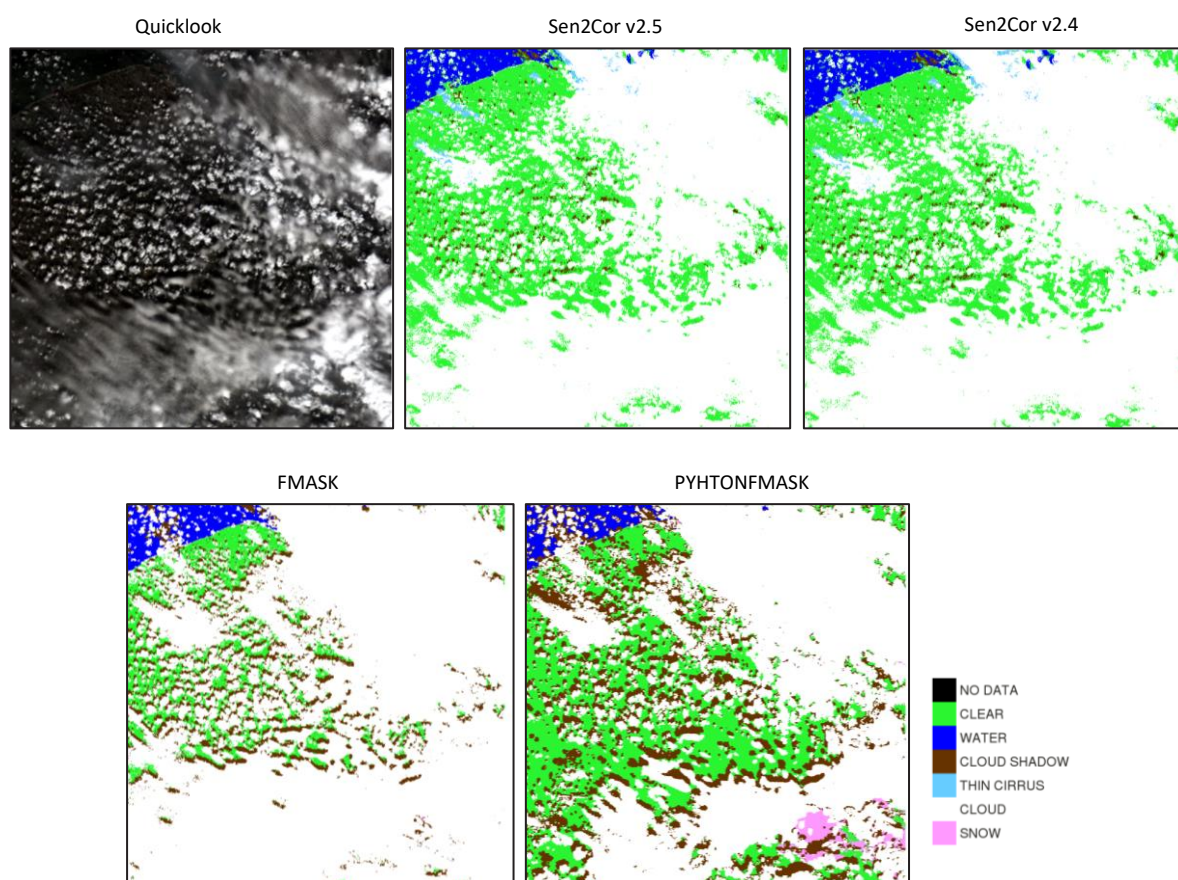 Quicklook
Sen2Cor v2.5
Sen2Cor v2.4
FMASK
PYHTONFMASK
NO DATA
CLEAR
WATER
CLOUD SHADOW
THIN CIRRUS
CLOUD
SNOW